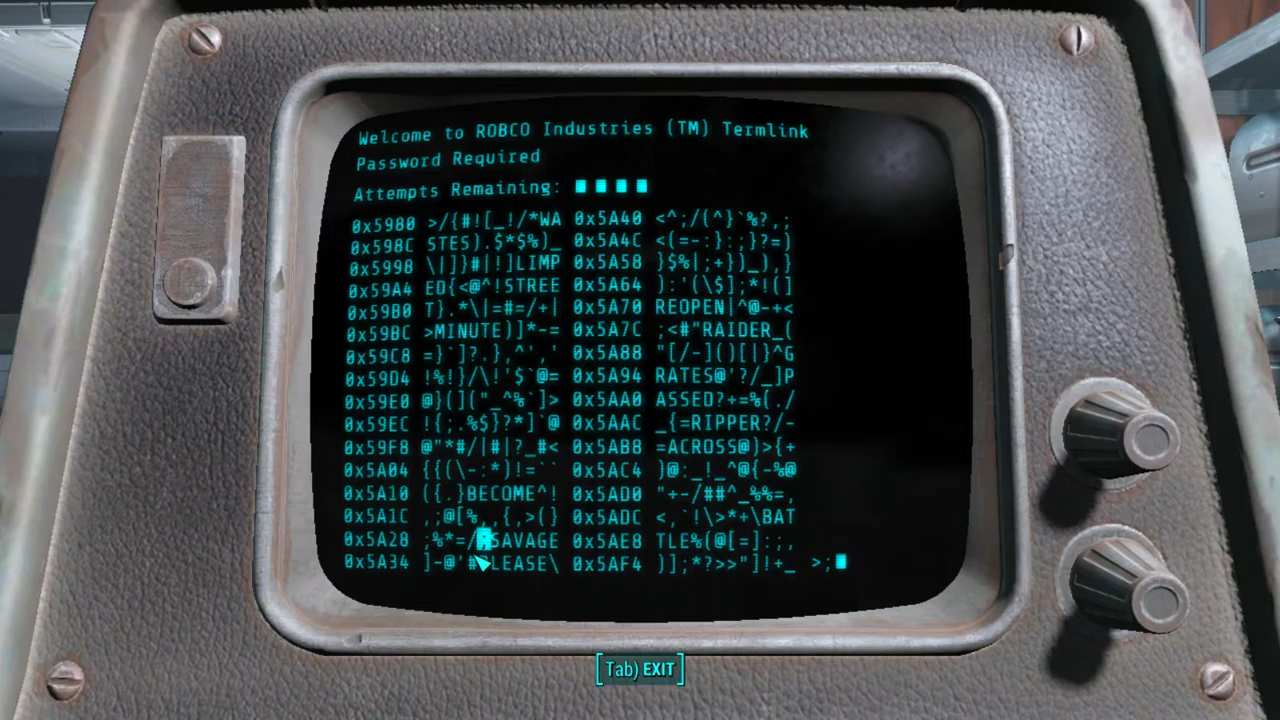 Welcome to ROBCO Industries (TM) Termlink
Password Required
Attempts Remaining: ■ ■ ■ ■
0x5980 >/{#![_!/*WA 0x5A40 <^;/(^}`%?,;
0x598C STES).$*$%)_ 0x5A4C <(=-:}:;}?=)
0x5998 \|]}#|!]LIMP 0x5A58 }$%|;+})_),}
0x59A4 ED{<@^!STREE 0x5A64 ):'(\$];*!(]
0x59B0 T}.*\|=#=/+| 0x5A70 REOPEN|^@-+<
0x59BC >MINUTE)]*-= 0x5A7C ;<#"RAIDER_(
0x59C8 =}`]?.},^',' 0x5A88 "[/-]()[|}^G
0x59D4 !%!}/\!'$`@= 0x5A94 RATES@'?/_]P
0x59E0 @}(]("_^%`]> 0x5AA0 ASSED?+=%(./
0x59EC !{;.%$}?*]`@ 0x5AAC _{=RIPPER?/-
0x59F8 @"*#/|#|?_#< 0x5AB8 =ACROSS@)>{+
0x5A04 {{(\-:*)!=`` 0x5AC4 )@:_!_^@{-%@
0x5A10 ({.}BECOME^! 0x5AD0 "+-/##^_%%=,
0x5A1C ,;@[%,,{,>(} 0x5ADC <,`!\>*+\BAT
0x5A28 ;%*=/ SAVAGE 0x5AE8 TLE%(@[=]:;,
0x5A34 ]-@'#PLEASE\ 0x5AF4 )];*?>>"]!+_ >;■
[Tab) EXIT]